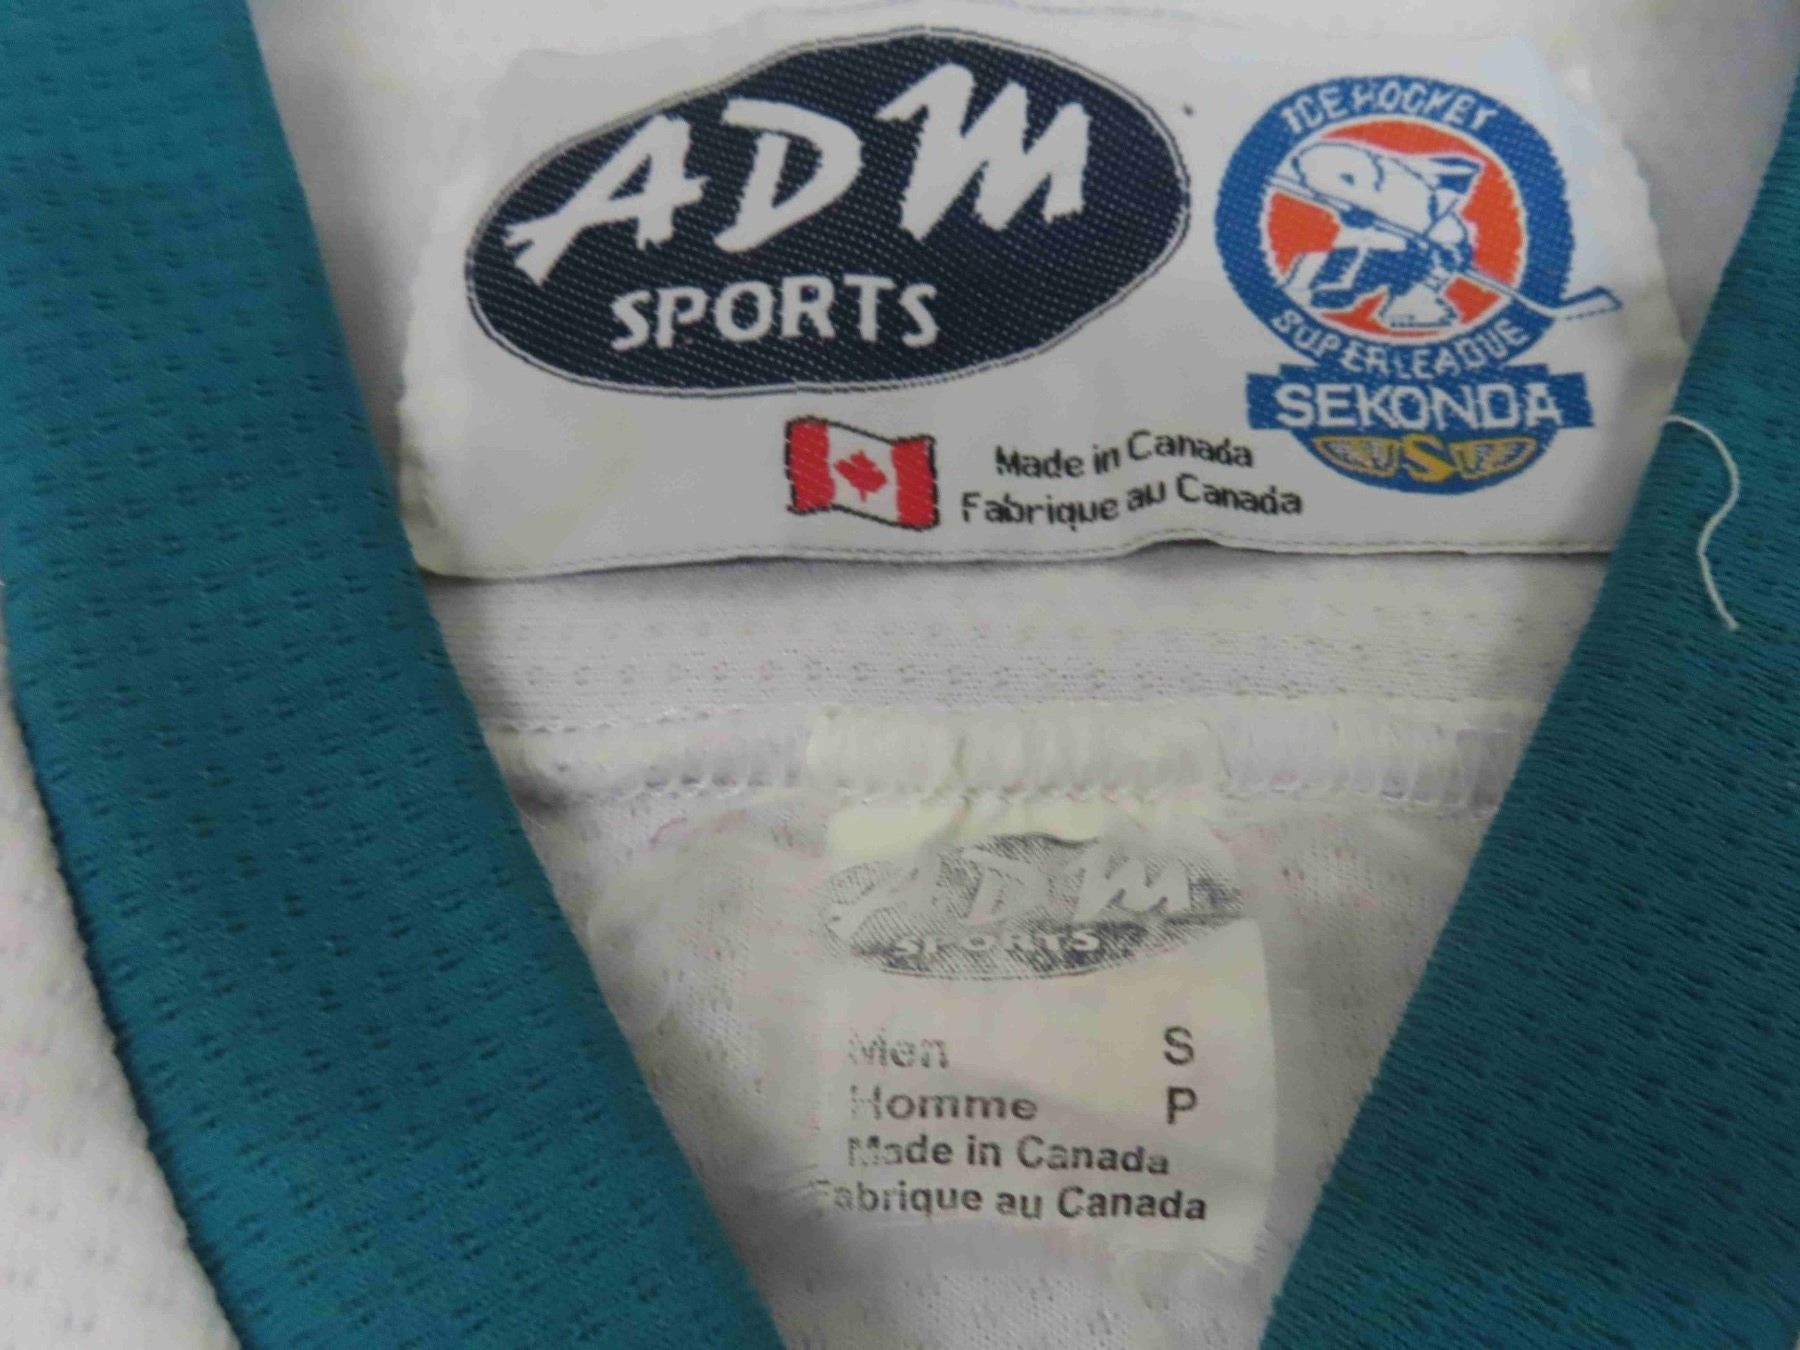 ADM
SPORTS
ICE HOCKEY
SUPERLEAGUE
SEKONDA
S
Made in Canada
Fabrique au Canada
ADM
SPORTS
Men S
Homme P
Made in Canada
Fabrique au Canada